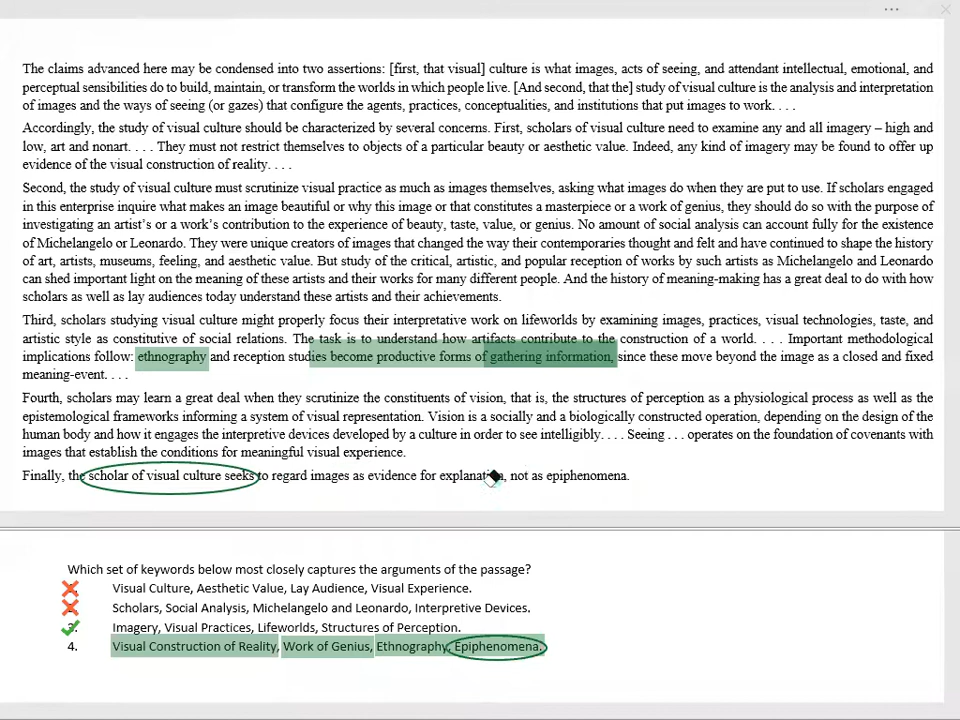 The claims advanced here may be condensed into two assertions: [first, that visual] culture is what images, acts of seeing, and attendant intellectual, emotional, and
perceptual sensibilities do to build, maintain, or transform the worlds in which people live. [And second, that the] study of visual culture is the analysis and interpretation
of images and the ways of seeing (or gazes) that configure the agents, practices, conceptualities, and institutions that put images to work. . . .
Accordingly, the study of visual culture should be characterized by several concerns. First, scholars of visual culture need to examine any and all imagery – high and
low, art and nonart. . . . They must not restrict themselves to objects of a particular beauty or aesthetic value. Indeed, any kind of imagery may be found to offer up
evidence of the visual construction of reality. . . .
Second, the study of visual culture must scrutinize visual practice as much as images themselves, asking what images do when they are put to use. If scholars engaged
in this enterprise inquire what makes an image beautiful or why this image or that constitutes a masterpiece or a work of genius, they should do so with the purpose of
investigating an artist's or a work's contribution to the experience of beauty, taste, value, or genius. No amount of social analysis can account fully for the existence
of Michelangelo or Leonardo. They were unique creators of images that changed the way their contemporaries thought and felt and have continued to shape the history
of art, artists, museums, feeling, and aesthetic value. But study of the critical, artistic, and popular reception of works by such artists as Michelangelo and Leonardo
can shed important light on the meaning of these artists and their works for many different people. And the history of meaning-making has a great deal to do with how
scholars as well as lay audiences today understand these artists and their achievements.
Third, scholars studying visual culture might properly focus their interpretative work on lifeworlds by examining images, practices, visual technologies, taste, and
artistic style as constitutive of social relations. The task is to understand how artifacts contribute to the construction of a world. . . . Important methodological
implications follow: ethnography and reception studies become productive forms of gathering information, since these move beyond the image as a closed and fixed
meaning-event. . . .
Fourth, scholars may learn a great deal when they scrutinize the constituents of vision, that is, the structures of perception as a physiological process as well as the
epistemological frameworks informing a system of visual representation. Vision is a socially and a biologically constructed operation, depending on the design of the
human body and how it engages the interpretive devices developed by a culture in order to see intelligibly. . . . Seeing . . . operates on the foundation of covenants with
images that establish the conditions for meaningful visual experience.
Finally, the scholar of visual culture seeks to regard images as evidence for explanation, not as epiphenomena.
Which set of keywords below most closely captures the arguments of the passage?
Visual Culture, Aesthetic Value, Lay Audience, Visual Experience.
Scholars, Social Analysis, Michelangelo and Leonardo, Interpretive Devices.
3. Imagery, Visual Practices, Lifeworlds, Structures of Perception.
4. Visual Construction of Reality, Work of Genius, Ethnography, Epiphenomena.